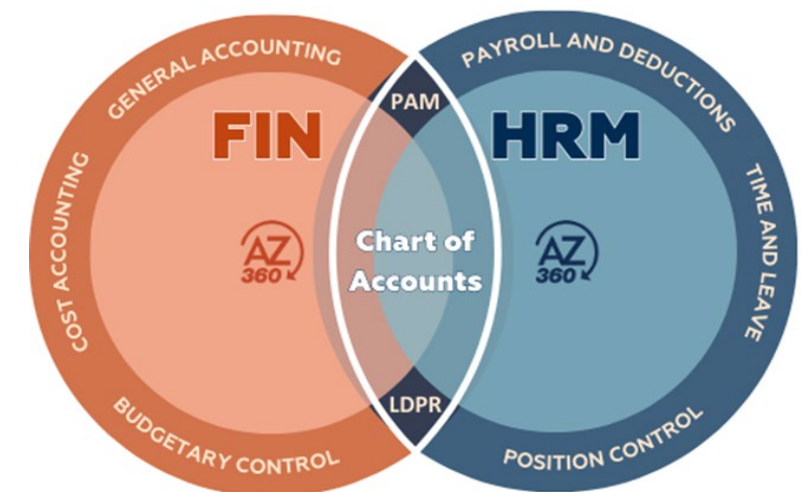 GENERAL ACCOUNTING
COST ACCOUNTING
BUDGETARY CONTROL
FIN
AZ
360
PAM
Chart of
Accounts
LDPR
HRM
AZ
360
PAYROLL AND DEDUCTIONS
TIME AND LEAVE
POSITION CONTROL